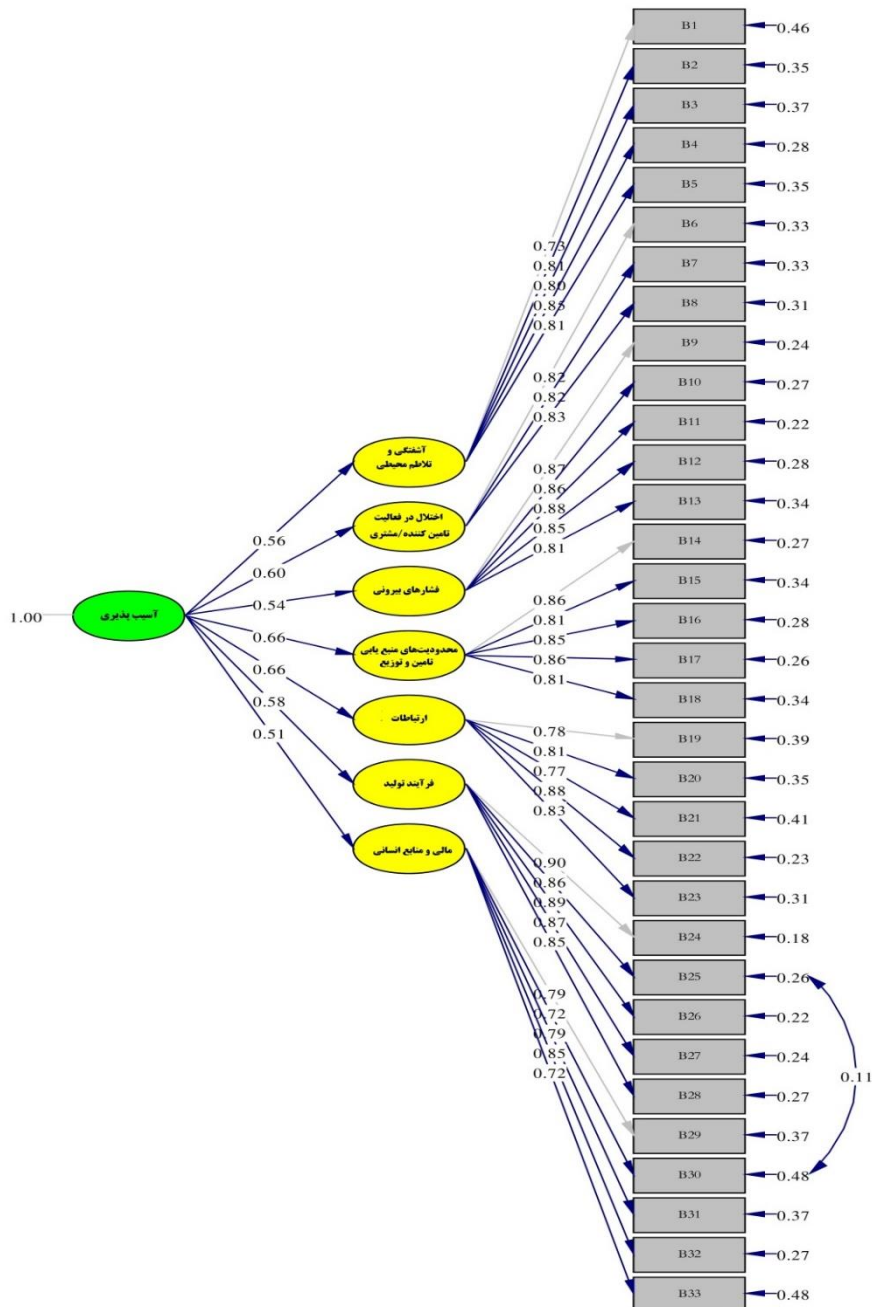 1.00
آسیب پذیری
0.56
0.60
0.54
0.66
0.66
0.58
0.51
آشفتگی و
تلاطم محیطی
اختلال در فعالیت
تامین کننده/مشتری
فشارهای بیرونی
محدودیت‌های منبع یابی
تامین و توزیع
ارتباطات
فرآیند تولید
مالی و منابع انسانی
0.73
0.81
0.80
0.85
0.81
0.82
0.82
0.83
0.87
0.86
0.88
0.85
0.81
0.86
0.81
0.85
0.86
0.81
0.78
0.81
0.77
0.88
0.83
0.90
0.86
0.89
0.87
0.85
0.79
0.72
0.79
0.85
0.72
B1 0.46
B2 0.35
B3 0.37
B4 0.28
B5 0.35
B6 0.33
B7 0.33
B8 0.31
B9 0.24
B10 0.27
B11 0.22
B12 0.28
B13 0.34
B14 0.27
B15 0.34
B16 0.28
B17 0.26
B18 0.34
B19 0.39
B20 0.35
B21 0.41
B22 0.23
B23 0.31
B24 0.18
B25 0.26
B26 0.22
B27 0.24
B28 0.27
B29 0.37
B30 0.48
B31 0.37
B32 0.27
B33 0.48
0.11